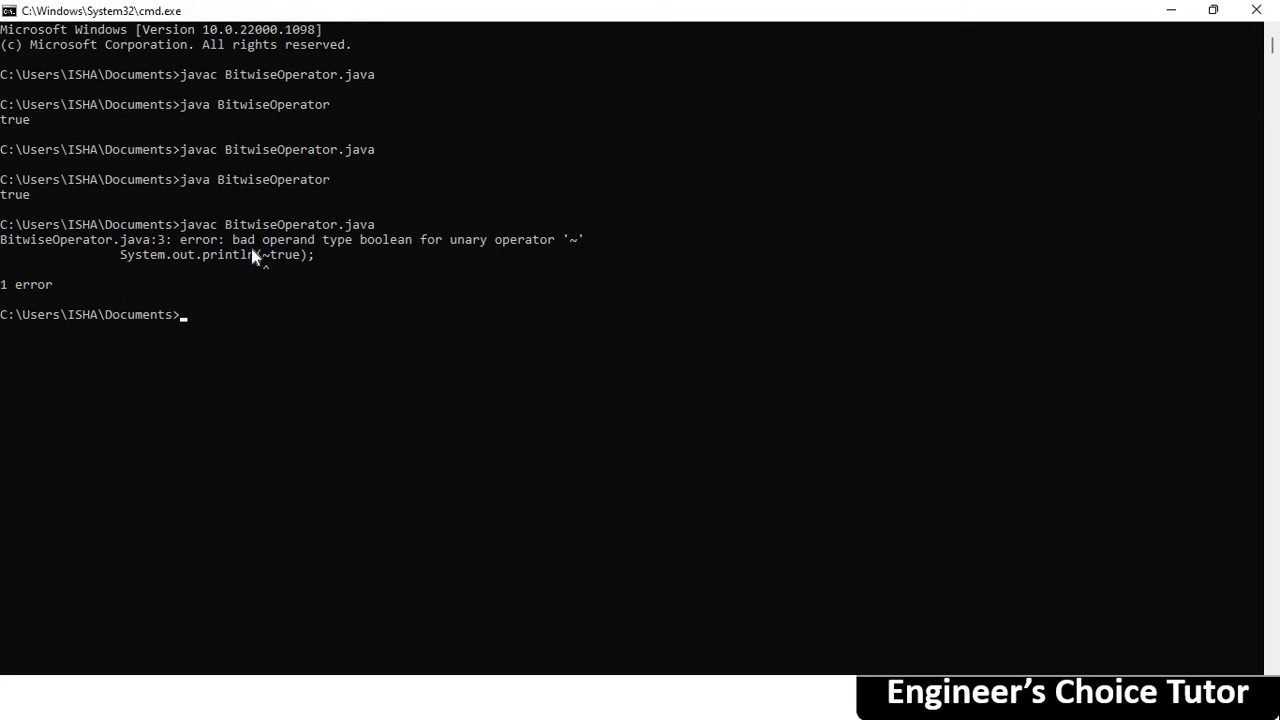 C:\Windows\System32\cmd.exe
Microsoft Windows [Version 10.0.22000.1098]
(c) Microsoft Corporation. All rights reserved.
C:\Users\ISHA\Documents>javac BitwiseOperator.java
C:\Users\ISHA\Documents>java BitwiseOperator
true
C:\Users\ISHA\Documents>javac BitwiseOperator.java
C:\Users\ISHA\Documents>java BitwiseOperator
true
C:\Users\ISHA\Documents>javac BitwiseOperator.java
BitwiseOperator.java:3: error: bad operand type boolean for unary operator '~'
System.out.println(~true);
^
1 error
C:\Users\ISHA\Documents>
Engineer's Choice Tutor